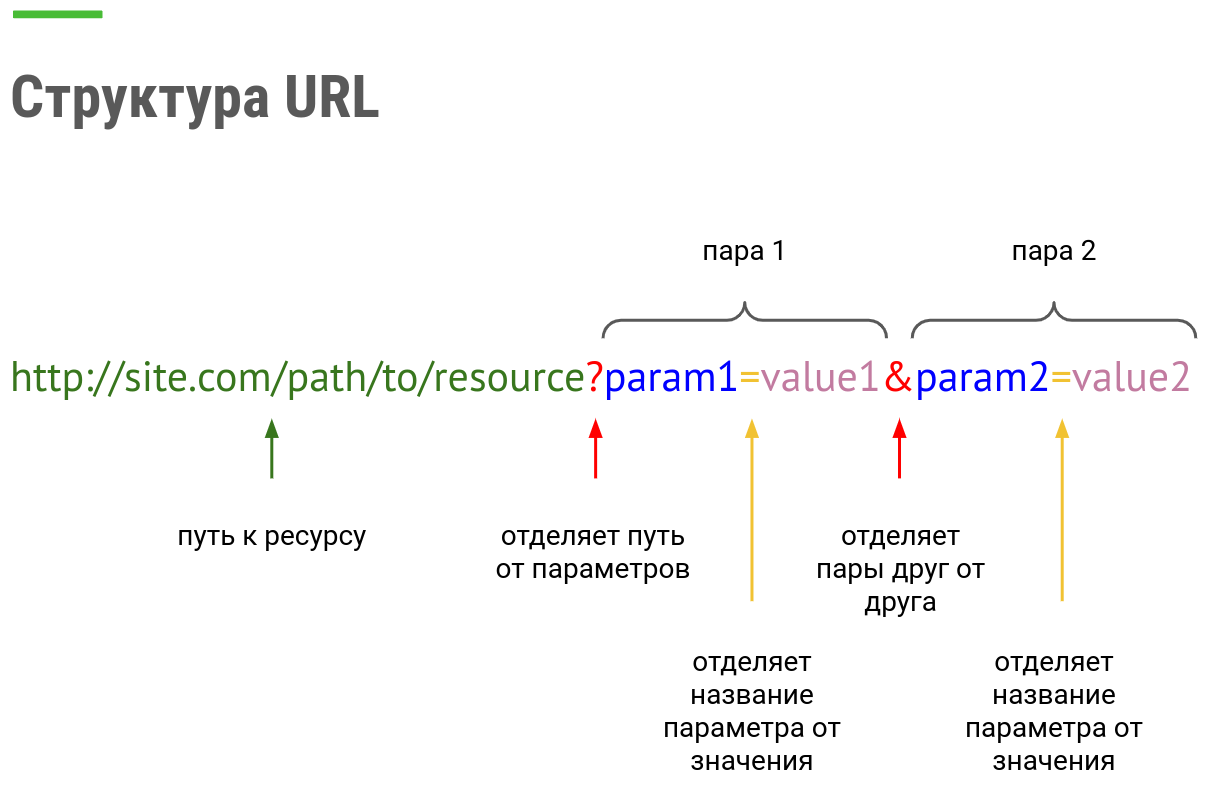 Структура URL
пара 1
пара 2
http://site.com/path/to/resource?param1=value1&param2=value2
путь к ресурсу
отделяет путь
от параметров
отделяет
пары друг от
друга
отделяет
название
параметра от
значения
отделяет
название
параметра от
значения